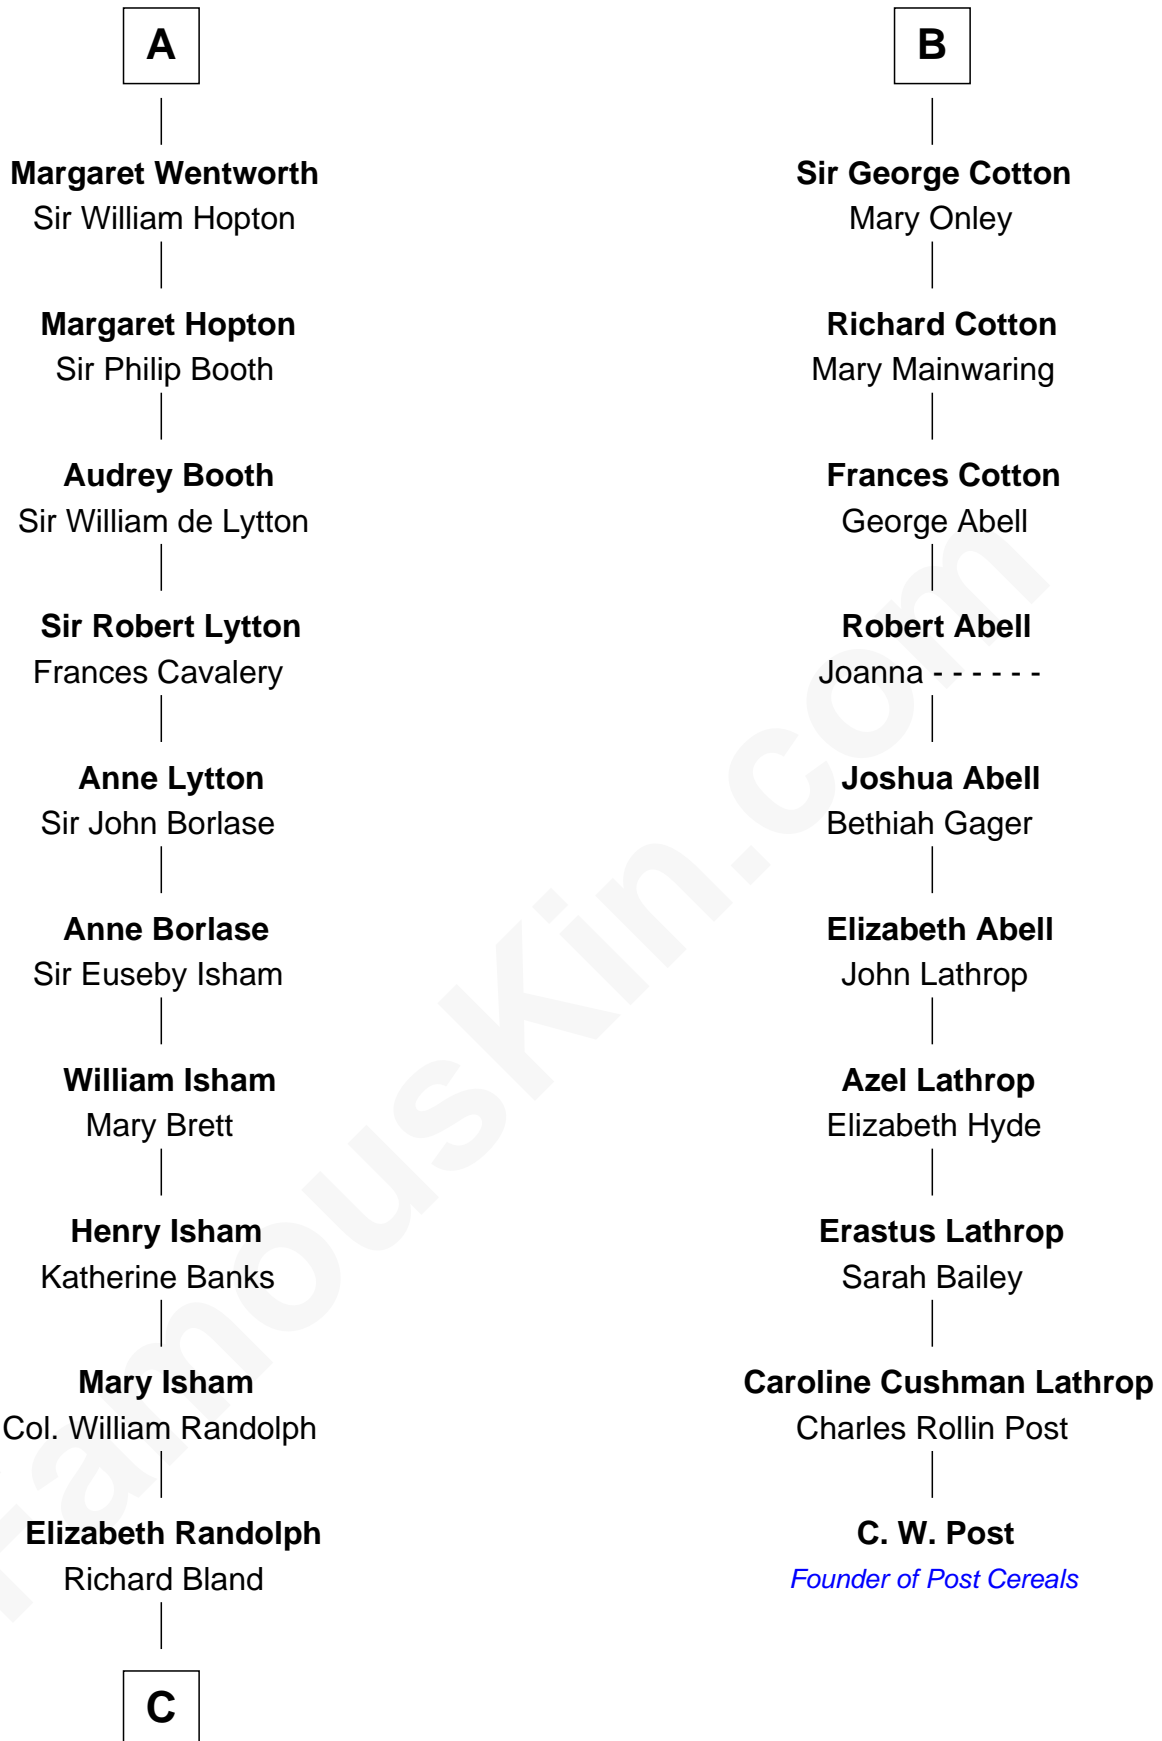 A
Margaret Wentworth
Sir William Hopton
Margaret Hopton
Sir Philip Booth
Audrey Booth
Sir William de Lytton
Sir Robert Lytton
Frances Cavalery
Anne Lytton
Sir John Borlase
Anne Borlase
Sir Euseby Isham
William Isham
Mary Brett
Henry Isham
Katherine Banks
Mary Isham
Col. William Randolph
Elizabeth Randolph
Richard Bland
C
B
Sir George Cotton
Mary Onley
Richard Cotton
Mary Mainwaring
Frances Cotton
George Abell
Robert Abell
Joanna - - - - - -
Joshua Abell
Bethiah Gager
Elizabeth Abell
John Lathrop
Azel Lathrop
Elizabeth Hyde
Erastus Lathrop
Sarah Bailey
Caroline Cushman Lathrop
Charles Rollin Post
C. W. Post
Founder of Post Cereals
FamousKin.com